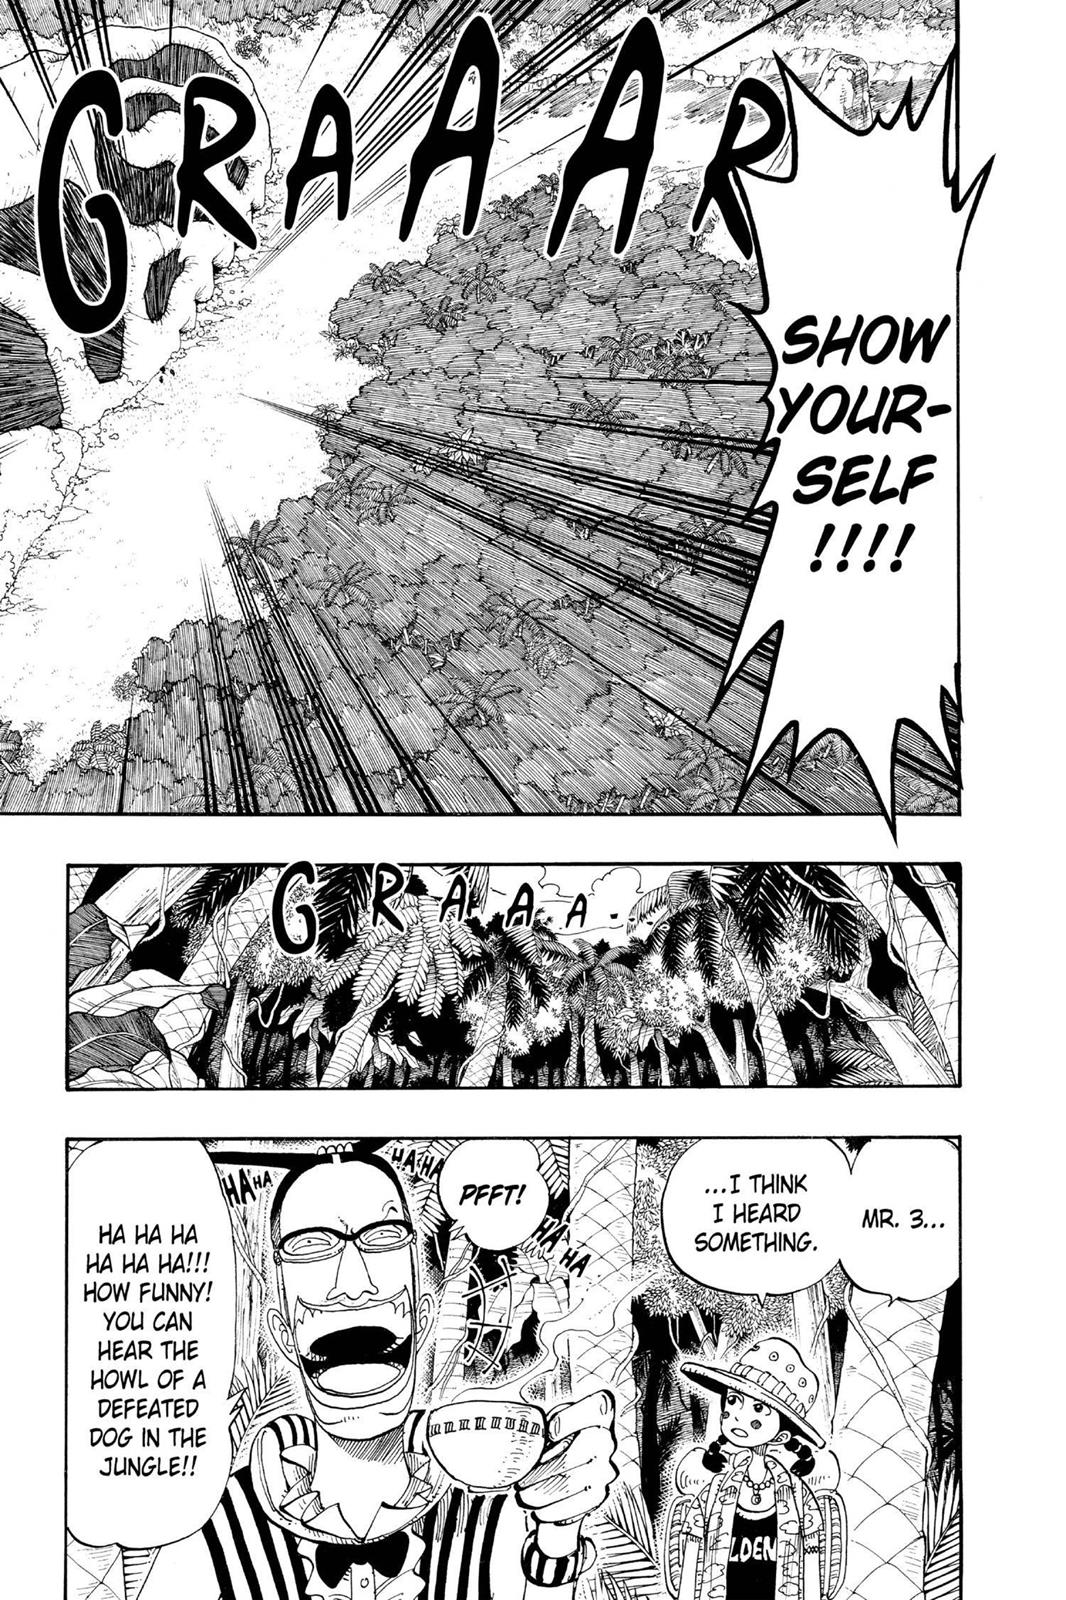 GRAAAR
SHOW
YOUR-
SELF
!!!!
GRAAA..
MR. 3...
...I THINK
I HEARD
SOMETHING.
PFFT!
HA HA
HA HA
HA HA
HA HA HA
HA HA HA!!!
HOW FUNNY!
YOU CAN
HEAR THE
HOWL OF A
DEFEATED
DOG IN THE
JUNGLE!!
LDEN